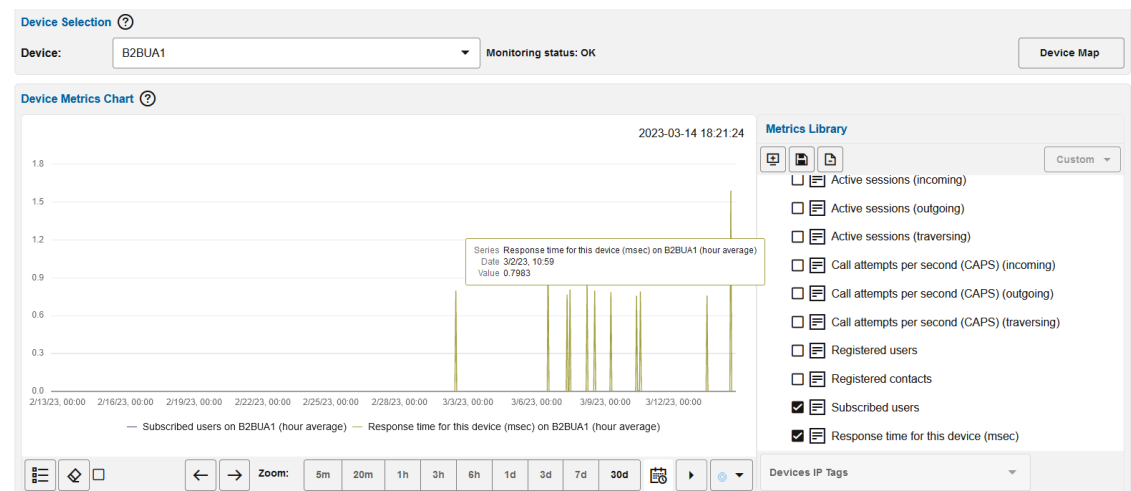 Device Selection ?
Device: B2BUA1 Monitoring status: OK Device Map
Device Metrics Chart ?
2023-03-14 18:21:24
1.8
1.5
1.2
0.9
0.6
0.3
0.0
2/13/23, 00:00 2/16/23, 00:00 2/19/23, 00:00 2/22/23, 00:00 2/25/23, 00:00 2/28/23, 00:00 3/3/23, 00:00 3/6/23, 00:00 3/9/23, 00:00 3/12/23, 00:00
Series Response time for this device (msec) on B2BUA1 (hour average)
Date 3/2/23, 10:59
Value 0.7983
Subscribed users on B2BUA1 (hour average) Response time for this device (msec) on B2BUA1 (hour average)
Zoom: 5m 20m 1h 3h 6h 1d 3d 7d 30d
Metrics Library
Custom
Active sessions (incoming)
Active sessions (outgoing)
Active sessions (traversing)
Call attempts per second (CAPS) (incoming)
Call attempts per second (CAPS) (outgoing)
Call attempts per second (CAPS) (traversing)
Registered users
Registered contacts
Subscribed users
Response time for this device (msec)
Devices IP Tags